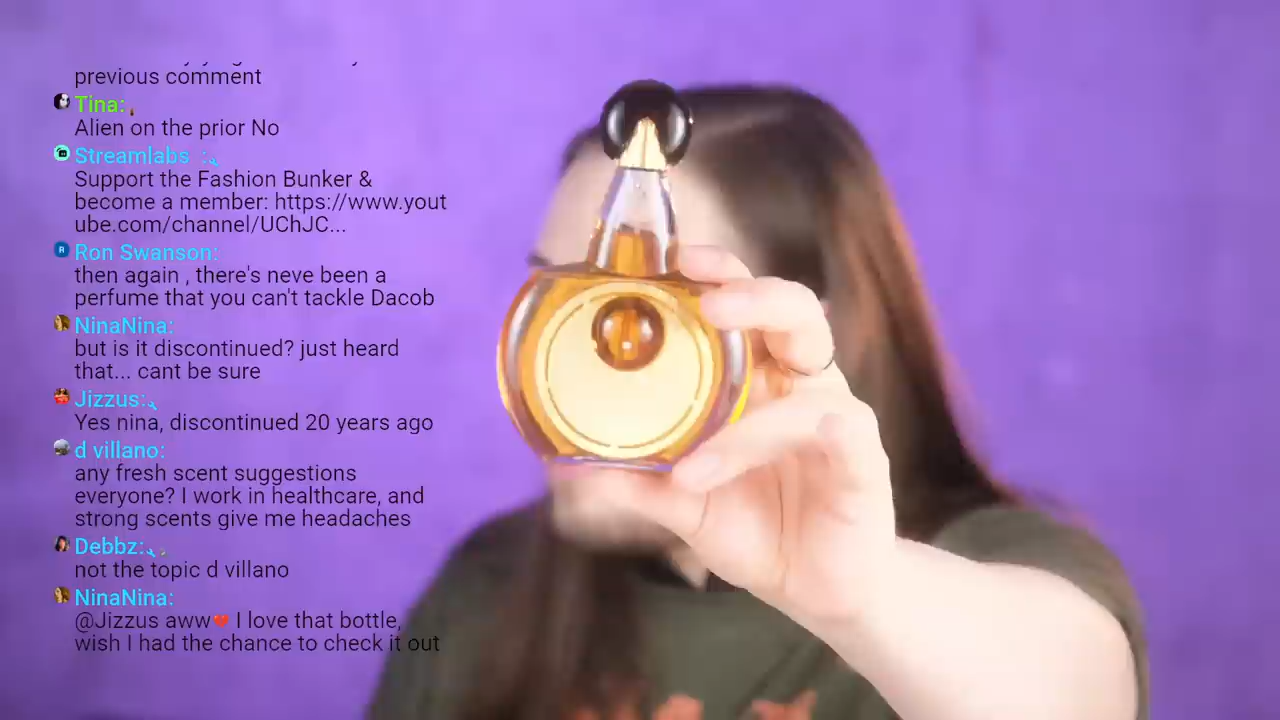 previous comment
Tina:
Alien on the prior No
Streamlabs :
Support the Fashion Bunker &
become a member: https://www.yout
ube.com/channel/UChJC...
R
Ron Swanson:
then again , there's neve been a
perfume that you can't tackle Dacob
NinaNina:
but is it discontinued? just heard
that... cant be sure
Jizzus:
Yes nina, discontinued 20 years ago
d villano:
any fresh scent suggestions
everyone? I work in healthcare, and
strong scents give me headaches
Debbz:
not the topic d villano
NinaNina:
@Jizzus aww❤️ I love that bottle,
wish I had the chance to check it out